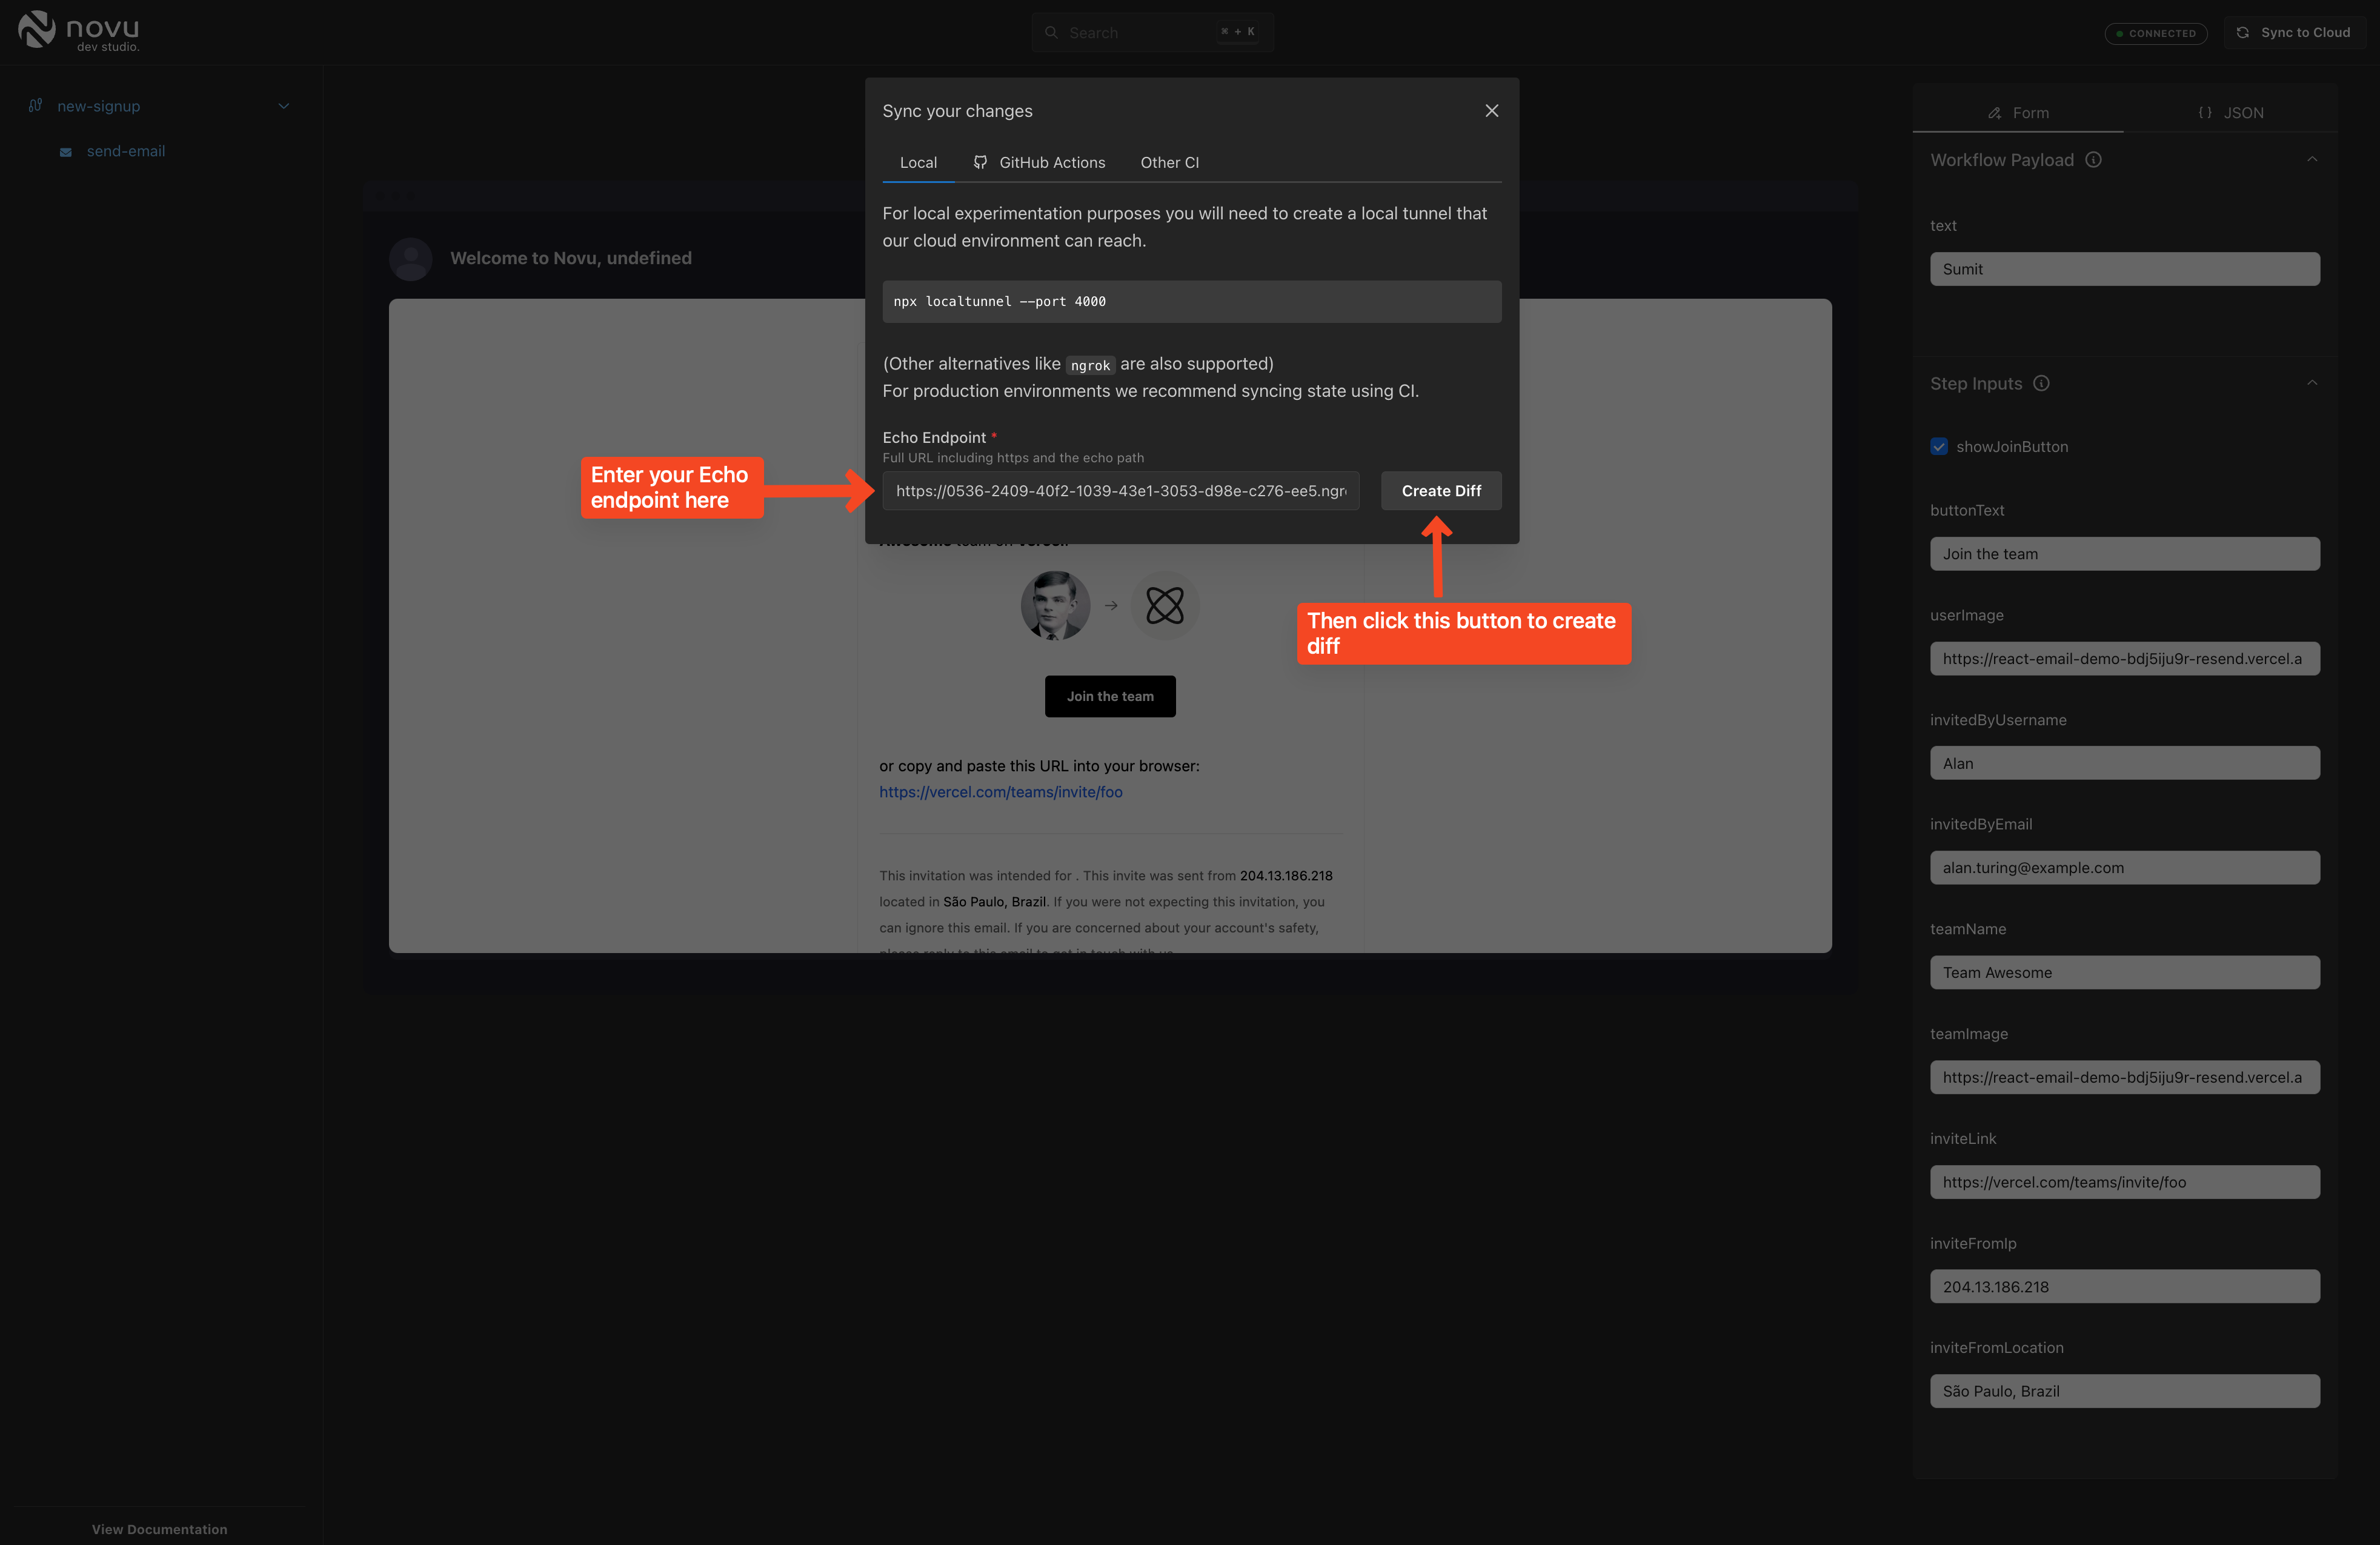 novu
dev studio.
Search
⌘ + K
CONNECTED
Sync to Cloud
new-signup
send-email
View Documentation
Welcome to Novu, undefined
Sync your changes
Local
GitHub Actions
Other CI
For local experimentation purposes you will need to create a local tunnel that
our cloud environment can reach.
npx localtunnel --port 4000
(Other alternatives like ngrok are also supported)
For production environments we recommend syncing state using CI.
Echo Endpoint *
Full URL including https and the echo path
https://0536-2409-40f2-1039-43e1-3053-d98e-c276-ee5.ngr
Create Diff
Enter your Echo
endpoint here
Then click this button to create
diff
Join the team
or copy and paste this URL into your browser:
https://vercel.com/teams/invite/foo
This invitation was intended for . This invite was sent from 204.13.186.218
located in São Paulo, Brazil. If you were not expecting this invitation, you
can ignore this email. If you are concerned about your account's safety,
please reply to this email to get in touch with us.
Form
{ } JSON
Workflow Payload
text
Sumit
Step Inputs
showJoinButton
buttonText
Join the team
userImage
https://react-email-demo-bdj5iju9r-resend.vercel.a
invitedByUsername
Alan
invitedByEmail
alan.turing@example.com
teamName
Team Awesome
teamImage
https://react-email-demo-bdj5iju9r-resend.vercel.a
inviteLink
https://vercel.com/teams/invite/foo
inviteFromIp
204.13.186.218
inviteFromLocation
São Paulo, Brazil